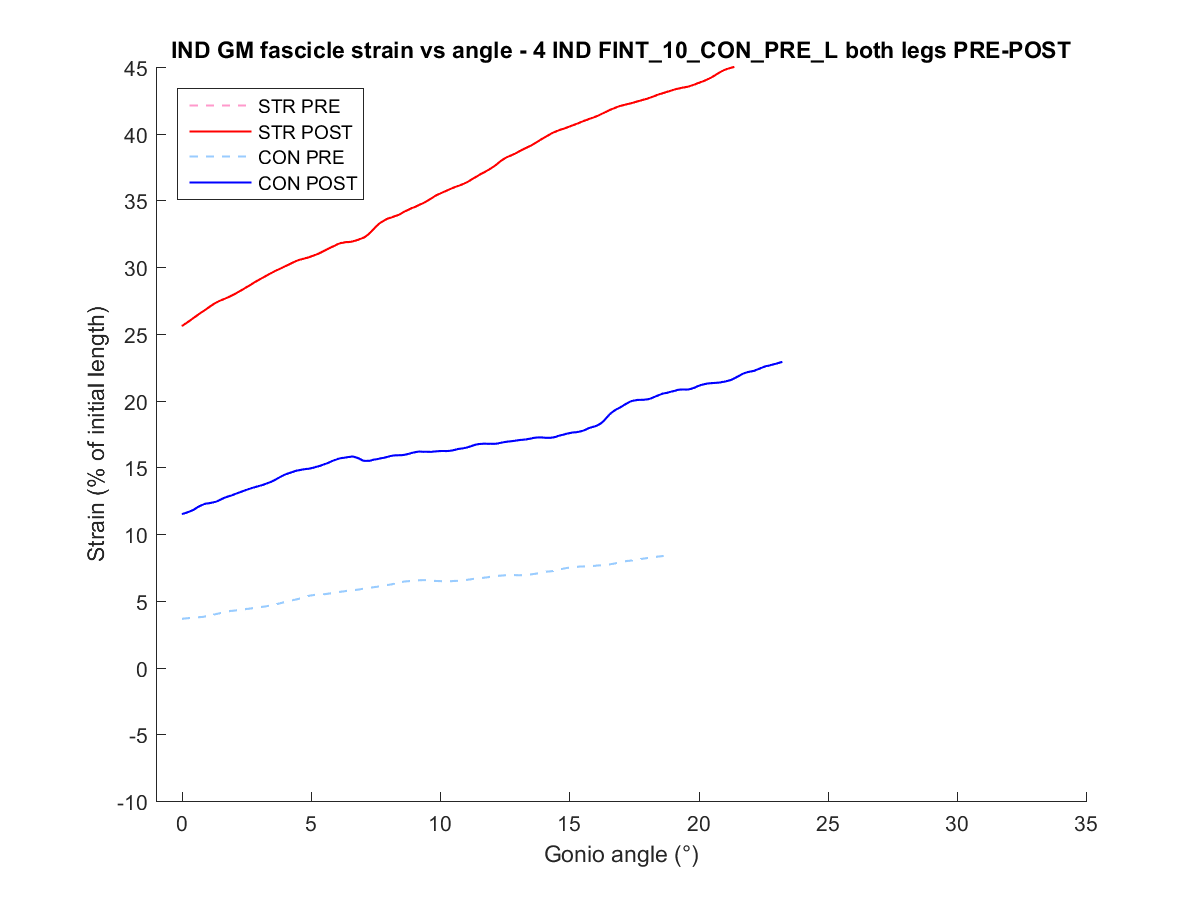 IND GM fascicle strain vs angle - 4 IND FINT_10_CON_PRE_L both legs PRE-POST
45
40
35
30
25
20
15
10
5
0
-5
-10
Strain (% of initial length)
STR PRE
STR POST
CON PRE
CON POST
0 5 10 15 20 25 30 35
Gonio angle (°)